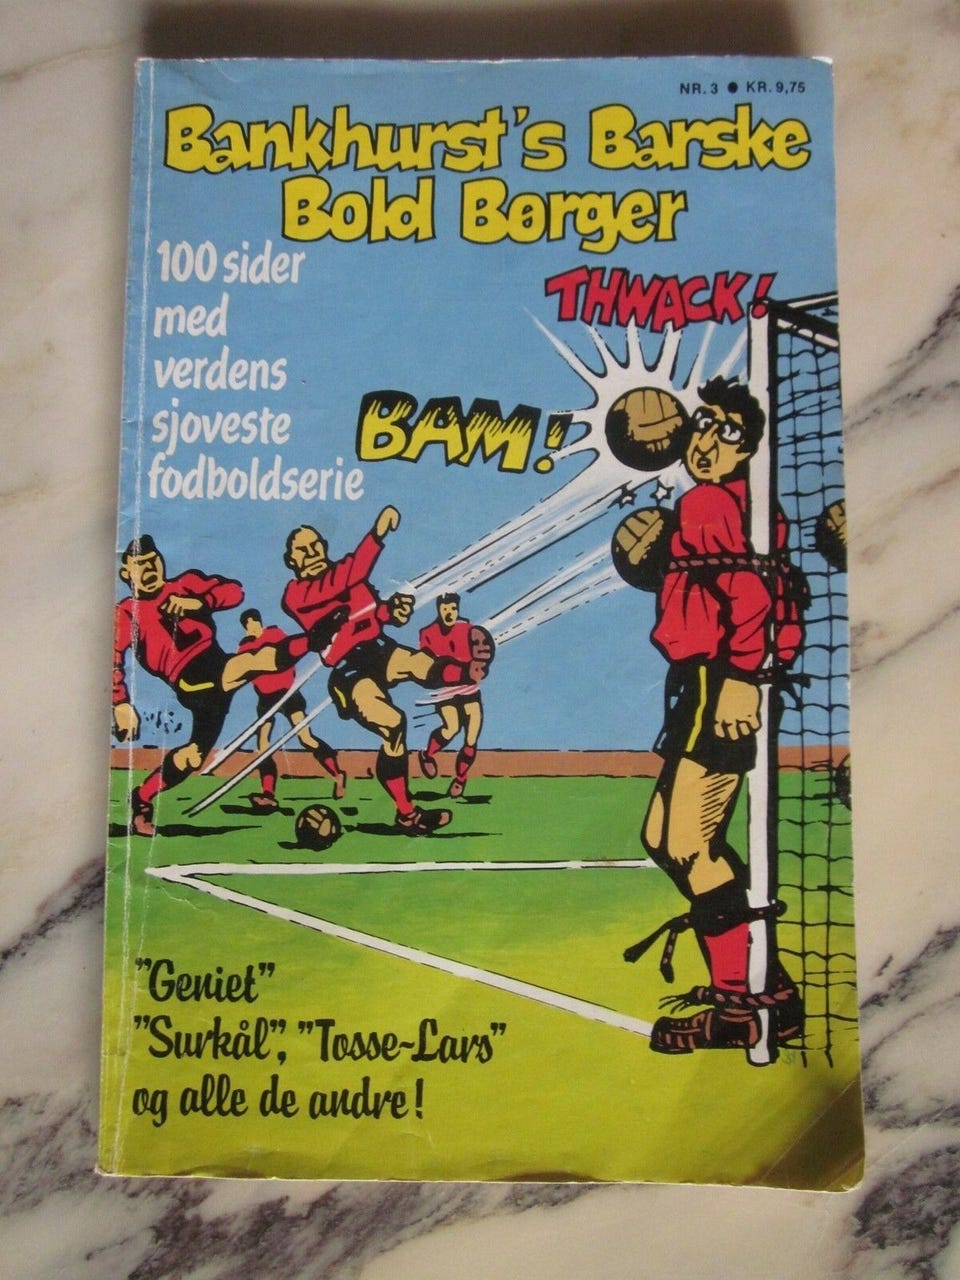 NR. 3 ● KR. 9,75
Bankhurst's Barske
Bold Børger
100 sider
med
verdens
sjoveste
fodboldserie
THWACK!
BAM!
"Geniet"
"Surkål", "Tosse-Lars"
og alle de andre!